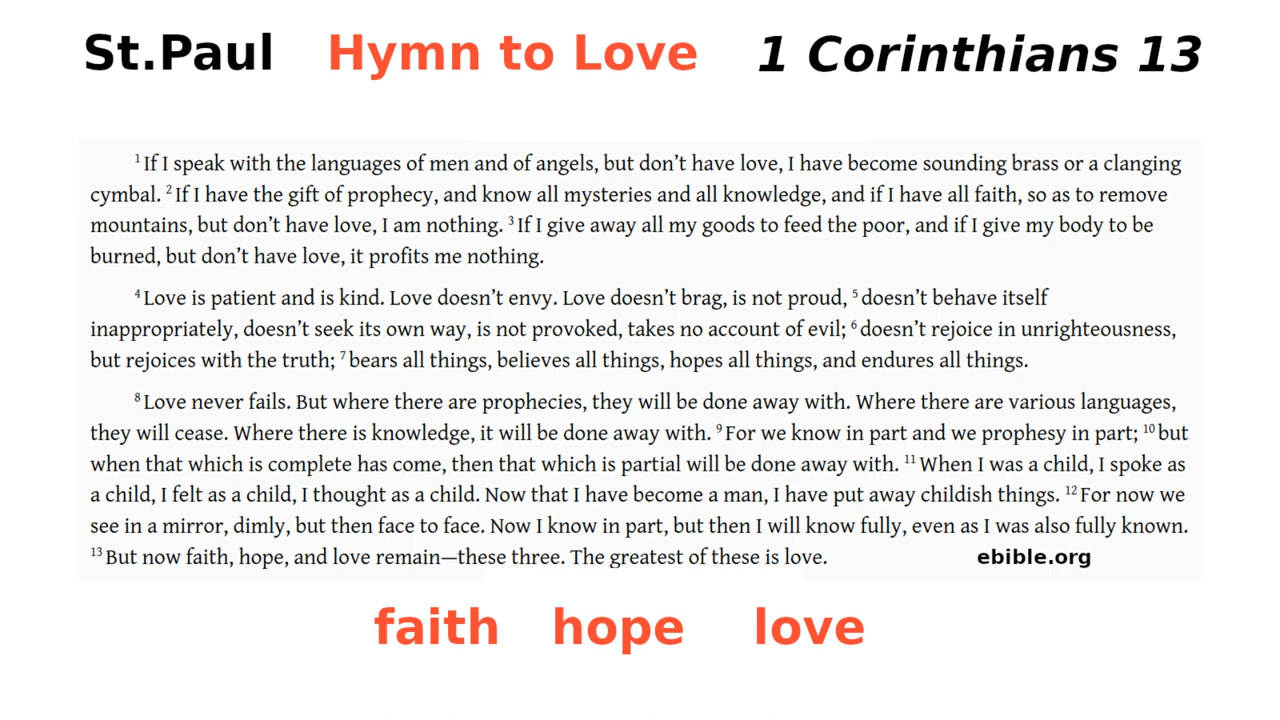 St.Paul Hymn to Love 1 Corinthians 13
1 If I speak with the languages of men and of angels, but don’t have love, I have become sounding brass or a clanging
cymbal. 2 If I have the gift of prophecy, and know all mysteries and all knowledge, and if I have all faith, so as to remove
mountains, but don’t have love, I am nothing. 3 If I give away all my goods to feed the poor, and if I give my body to be
burned, but don’t have love, it profits me nothing.
4 Love is patient and is kind. Love doesn’t envy. Love doesn’t brag, is not proud, 5 doesn’t behave itself
inappropriately, doesn’t seek its own way, is not provoked, takes no account of evil; 6 doesn’t rejoice in unrighteousness,
but rejoices with the truth; 7 bears all things, believes all things, hopes all things, and endures all things.
8 Love never fails. But where there are prophecies, they will be done away with. Where there are various languages,
they will cease. Where there is knowledge, it will be done away with. 9 For we know in part and we prophesy in part; 10 but
when that which is complete has come, then that which is partial will be done away with. 11 When I was a child, I spoke as
a child, I felt as a child, I thought as a child. Now that I have become a man, I have put away childish things. 12 For now we
see in a mirror, dimly, but then face to face. Now I know in part, but then I will know fully, even as I was also fully known.
13 But now faith, hope, and love remain—these three. The greatest of these is love. ebible.org
faith hope love